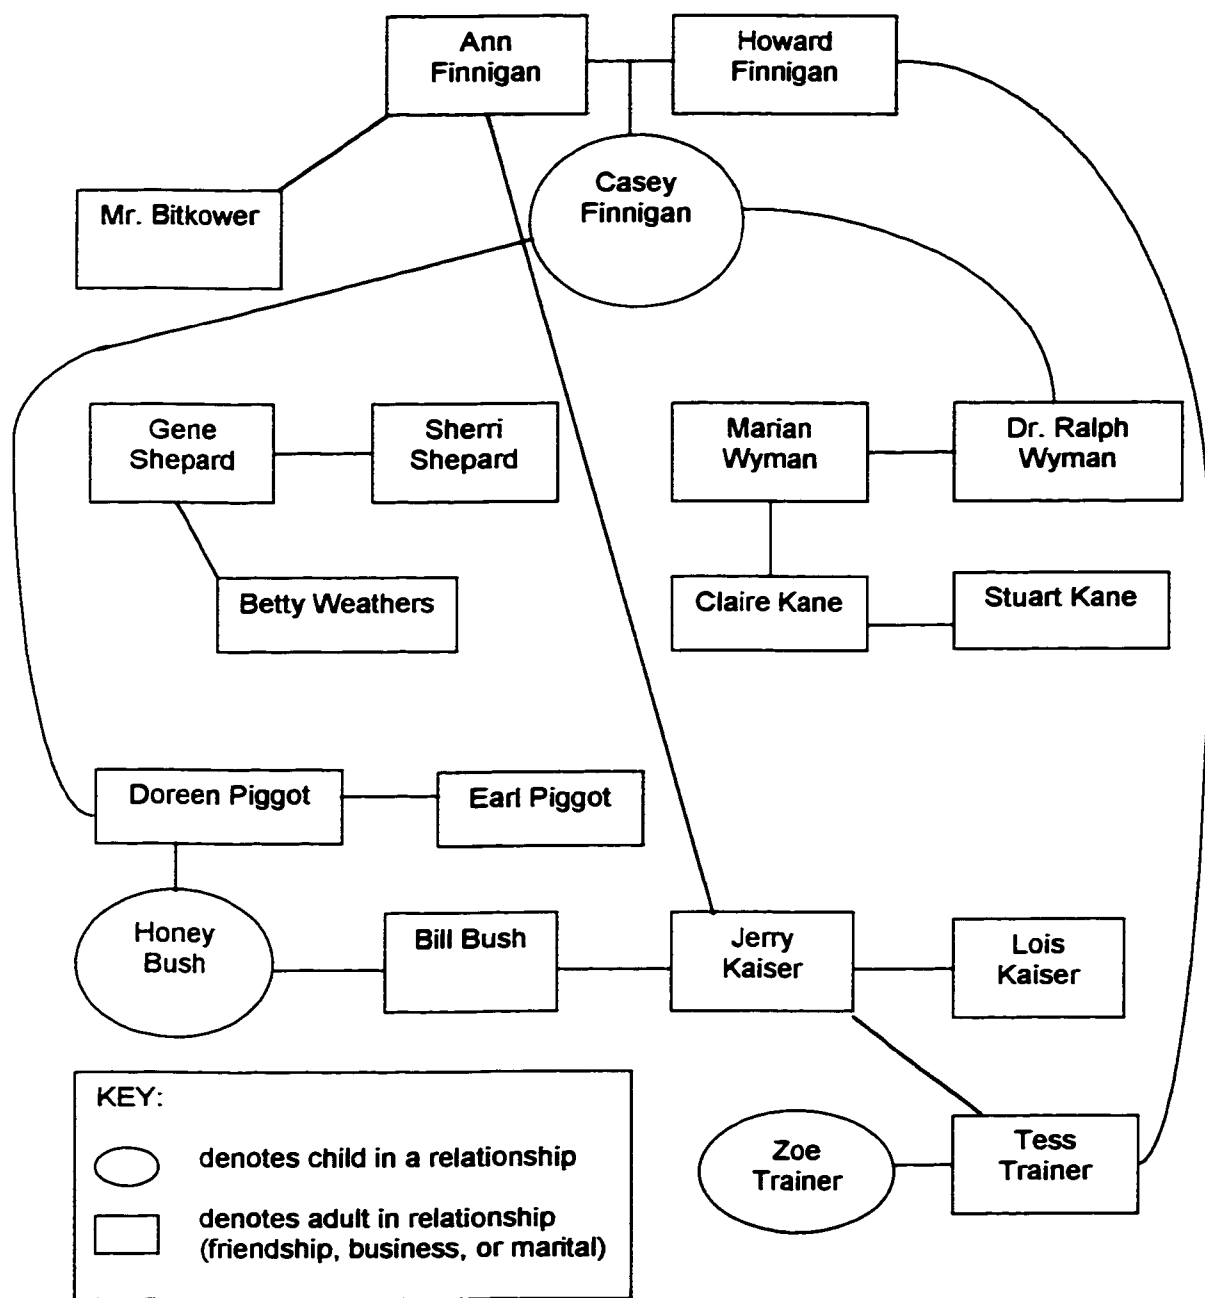 Ann
Finnigan
Howard
Finnigan
Casey
Finnigan
Mr. Bitkower
Gene
Shepard
Sherri
Shepard
Marian
Wyman
Dr. Ralph
Wyman
Betty Weathers
Claire Kane
Stuart Kane
Doreen Piggot
Earl Piggot
Honey
Bush
Bill Bush
Jerry
Kaiser
Lois
Kaiser
Zoe
Trainer
Tess
Trainer
KEY:
denotes child in a relationship
denotes adult in relationship
(friendship, business, or marital)